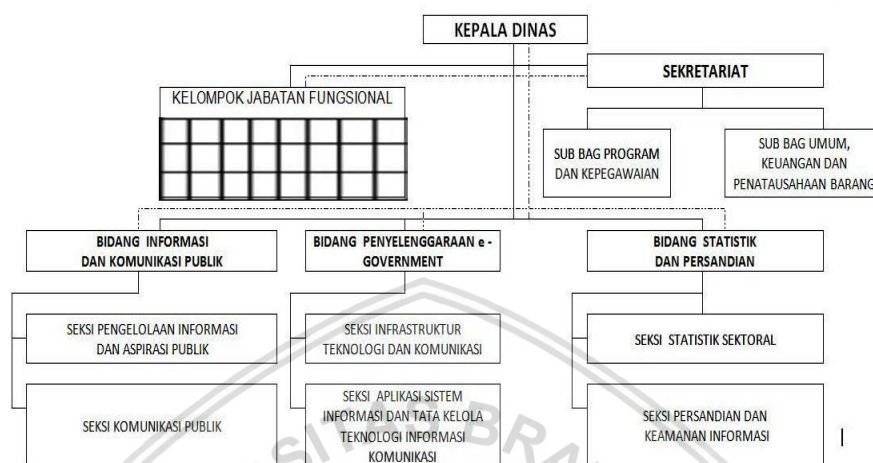 KEPALA DINAS
SEKRETARIAT
KELOMPOK JABATAN FUNGSIONAL
SUB BAG PROGRAM
DAN KEPEGAWAIAN
SUB BAG UMUM,
KEUANGAN DAN
PENATAUSAHAAN BARANG
BIDANG INFORMASI
DAN KOMUNIKASI PUBLIK
BIDANG PENYELENGGARAAN e -
GOVERNMENT
BIDANG STATISTIK
DAN PERSANDIAN
SEKSI PENGELOLAAN INFORMASI
DAN ASPIRASI PUBLIK
SEKSI INFRASTRUKTUR
TEKNOLOGI DAN KOMUNIKASI
SEKSI STATISTIK SEKTORAL
SEKSI KOMUNIKASI PUBLIK
SEKSI APLIKASI SISTEM
INFORMASI DAN TATA KELOLA
TEKNOLOGI INFORMASI
KOMUNIKASI
SEKSI PERSANDIAN DAN
KEAMANAN INFORMASI
SITAS BRA